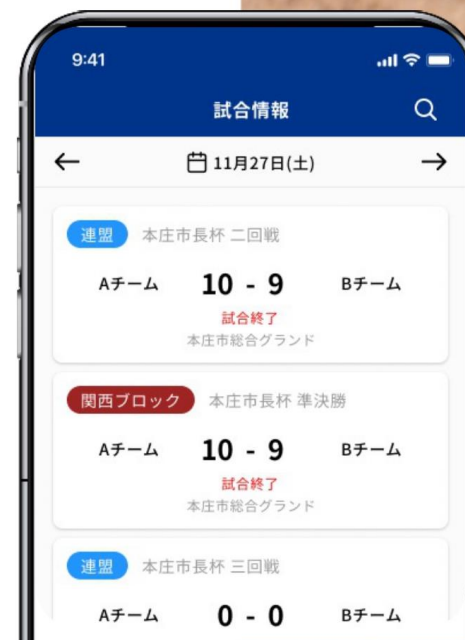 9:41
試合情報
11月27日(土)
連盟 本庄市長杯 二回戦
Aチーム 10 - 9 Bチーム
試合終了
本庄市総合グランド
関西ブロック 本庄市長杯 準決勝
Aチーム 10 - 9 Bチーム
試合終了
本庄市総合グランド
連盟 本庄市長杯 三回戦
Aチーム 0 - 0 Bチーム